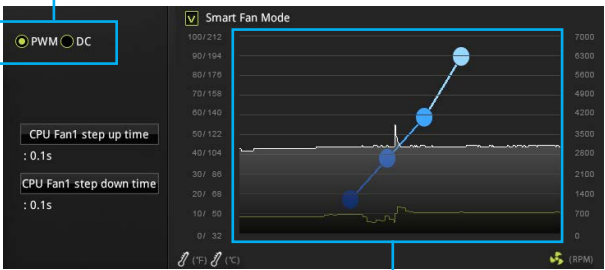 V Smart Fan Mode
PWM DC
100/212 7000
90/194 6300
80/176 5600
70/158 4900
60/140 4200
50/122 3500
40/104 2800
30/ 86 2100
20/ 68 1400
10/ 50 700
0/ 32 0
CPU Fan1 step up time
: 0.1s
CPU Fan1 step down time
: 0.1s
(°F) (°C) (RPM)